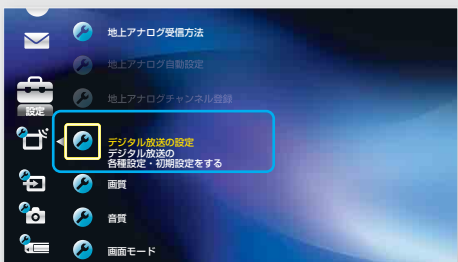 地上アナログ受信方法
地上アナログ自動設定
地上アナログチャンネル登録
設定
デジタル放送の設定
デジタル放送の
各種設定・初期設定をする
画質
音質
画面モード